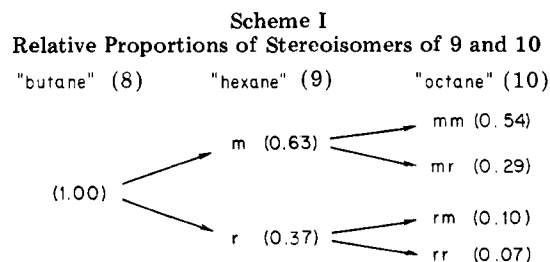 Scheme I
Relative Proportions of Stereoisomers of 9 and 10
"butane" (8) "hexane" (9) "octane" (10)
mm (0.54)
m (0.63)
mr (0.29)
(1.00)
rm (0.10)
r (0.37)
rr (0.07)